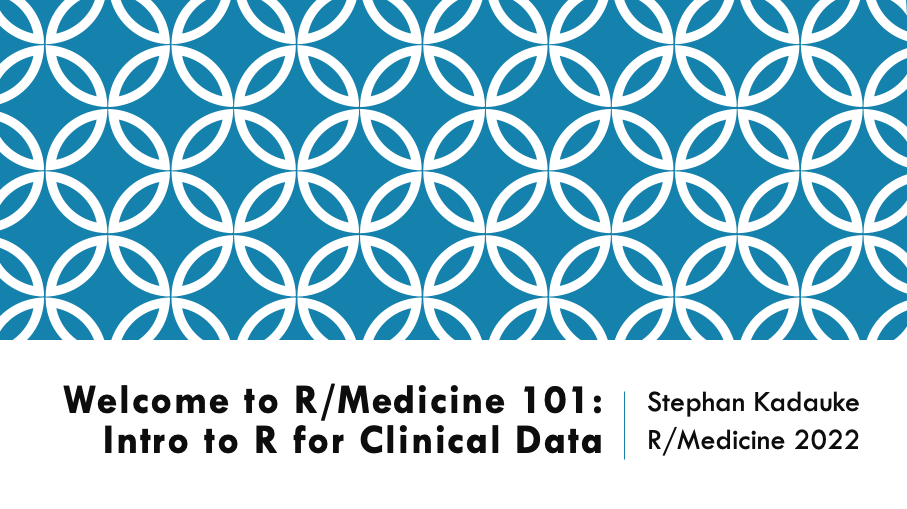 Welcome to R/Medicine 101:
Intro to R for Clinical Data
Stephan Kadauke
R/Medicine 2022